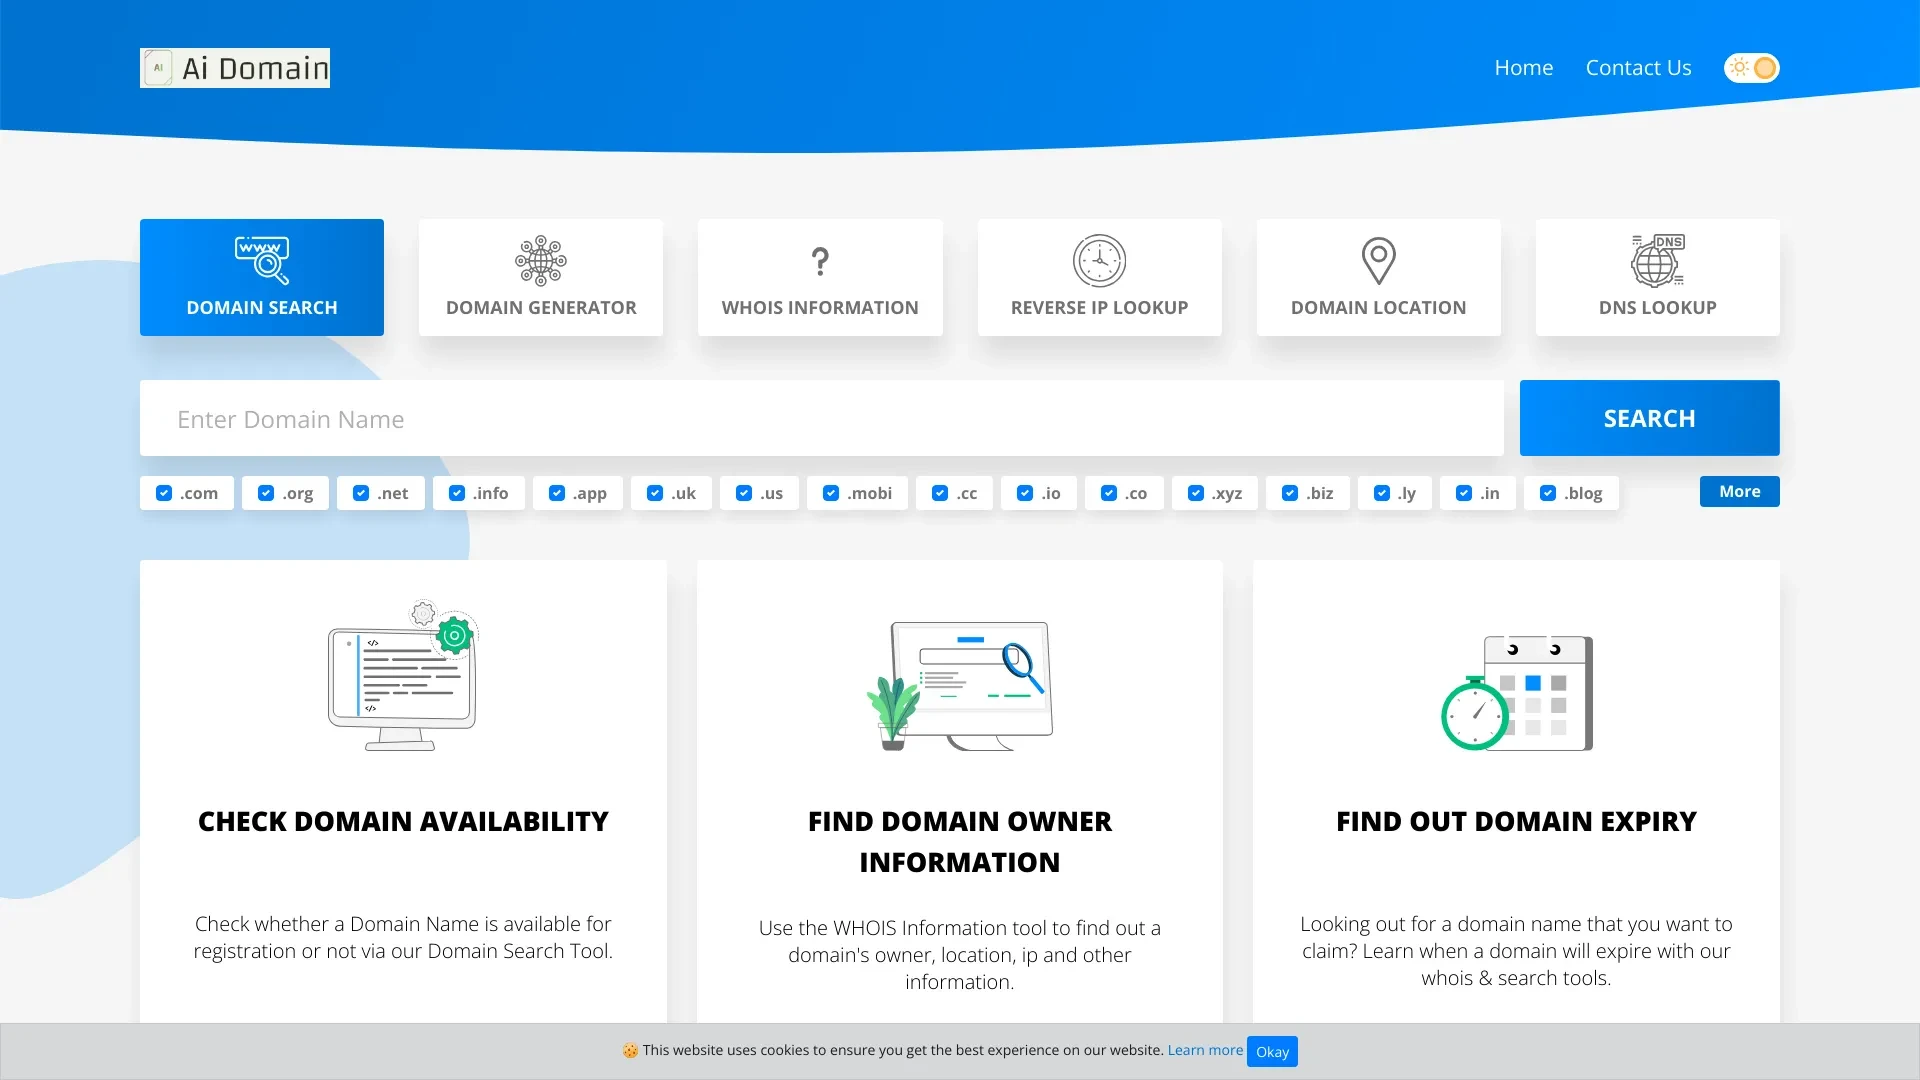 AI Ai Domain
Home Contact Us
www
DNS
DOMAIN SEARCH DOMAIN GENERATOR WHOIS INFORMATION REVERSE IP LOOKUP DOMAIN LOCATION DNS LOOKUP
Enter Domain Name SEARCH
.com .org .net .info .app .uk .us .mobi .cc .io .co .xyz .biz .ly .in .blog More
</>
</>
CHECK DOMAIN AVAILABILITY
Check whether a Domain Name is available for
registration or not via our Domain Search Tool.
FIND DOMAIN OWNER
INFORMATION
Use the WHOIS Information tool to find out a
domain's owner, location, ip and other
information.
FIND OUT DOMAIN EXPIRY
Looking out for a domain name that you want to
claim? Learn when a domain will expire with our
whois & search tools.
This website uses cookies to ensure you get the best experience on our website. Learn more Okay